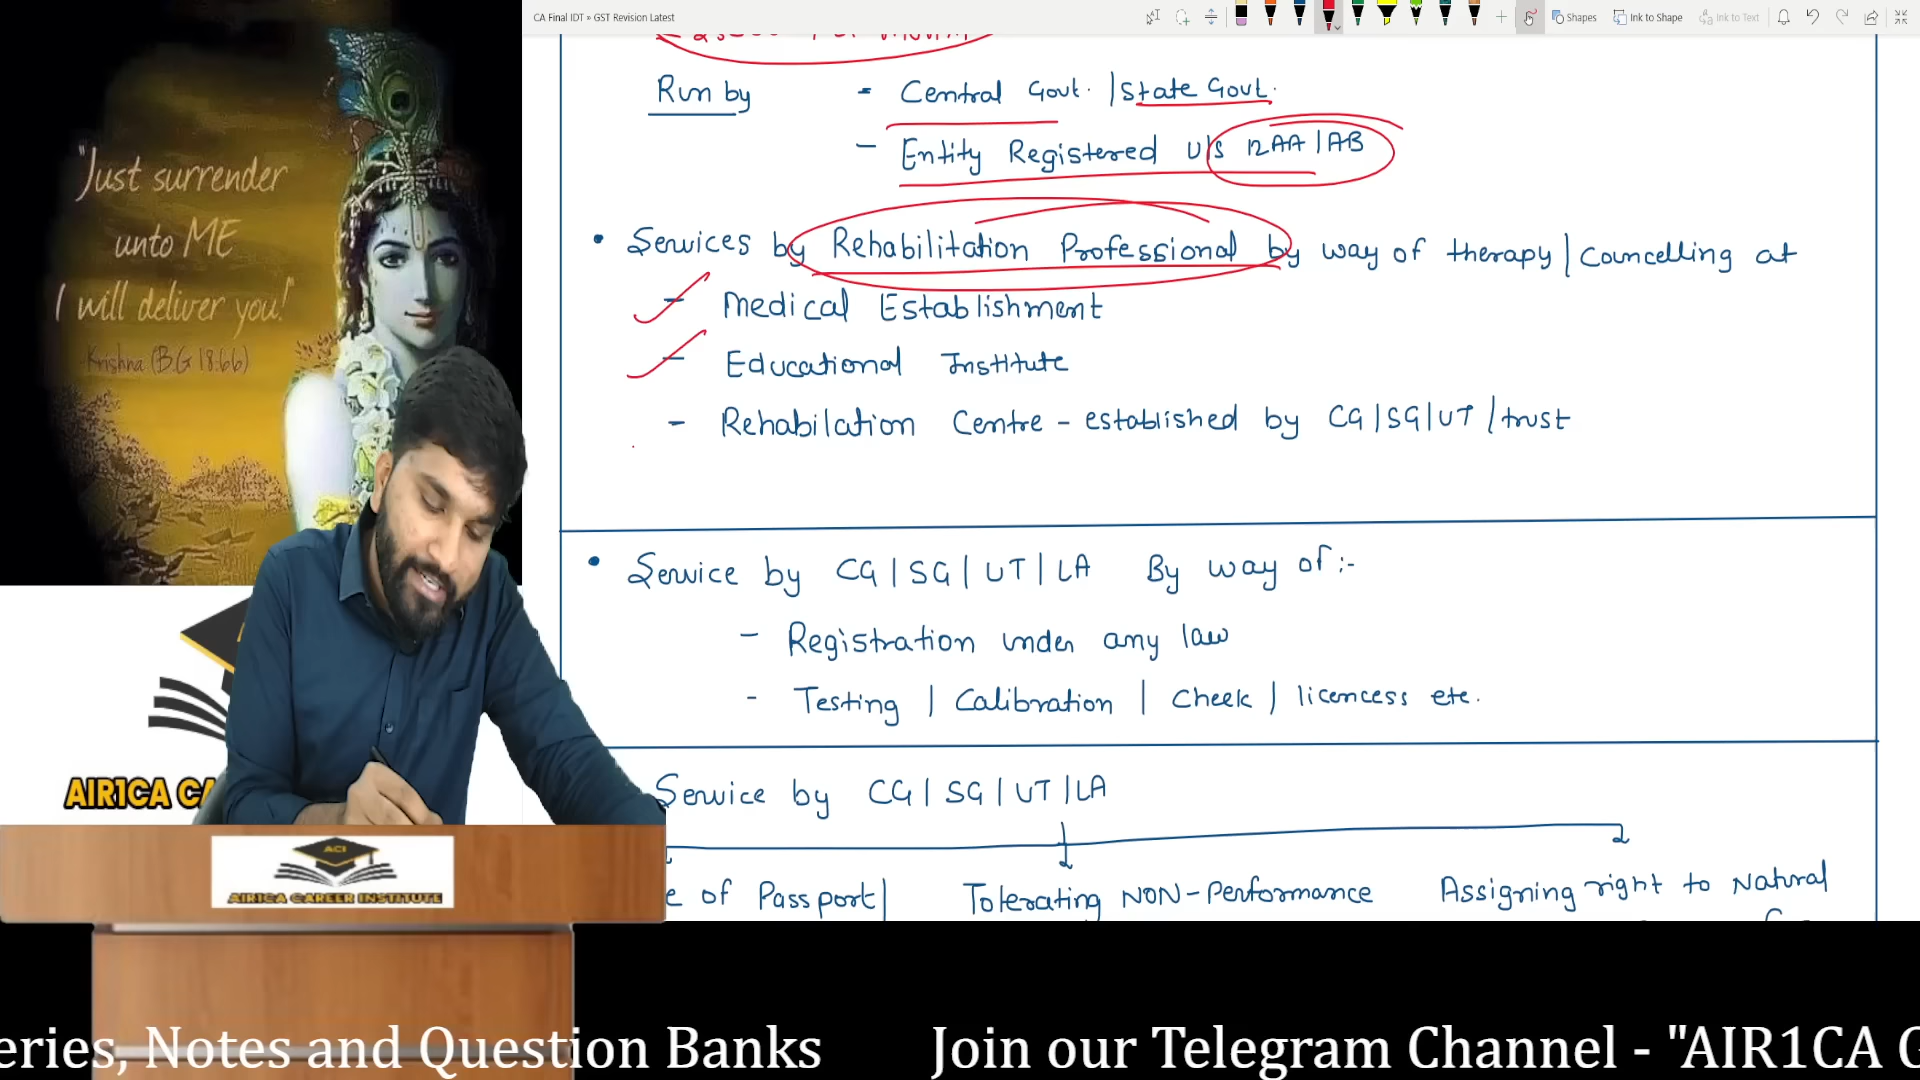 CA Final IDT » GST Revision Latest
Shapes
Ink to Shape
Ink to Text
"Just surrender
unto ME
I will deliver you!"
- Krishna (B.G 18:66)
Run by - Central Govt. | State Govt.
- Entity Registered U/s 12AA | AB
• Services by Rehabilitation Professional by way of therapy | Councelling at
- Medical Establishment
- Educational Institute
- Rehabilation Centre - established by CG | SG | UT | trust
• Service by CG | SG | UT | LA By way of :-
- Registration under any law
- Testing | Calibration | Check | licencess etc.
Service by CG | SG | UT | LA
e of Passport |
Tolerating NON-Performance
Assigning right to Natural
AIR1CA CA
ACI
AIR1CA CAREER INSTITUTE
eries, Notes and Question Banks Join our Telegram Channel - "AIR1CA